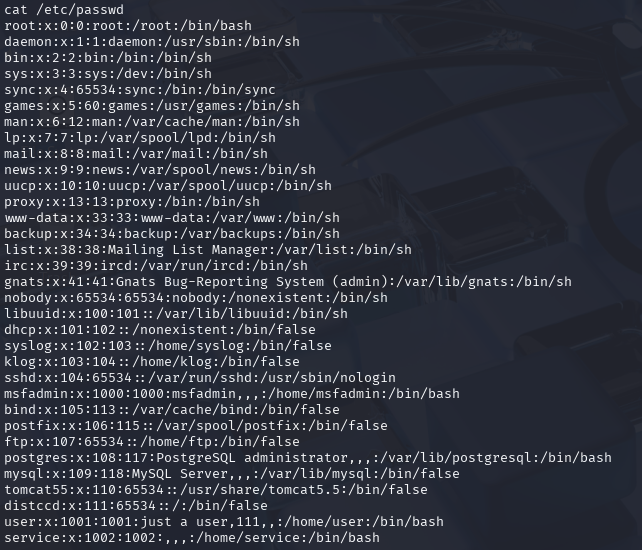 cat /etc/passwd
root:x:0:0:root:/root:/bin/bash
daemon:x:1:1:daemon:/usr/sbin:/bin/sh
bin:x:2:2:bin:/bin:/bin/sh
sys:x:3:3:sys:/dev:/bin/sh
sync:x:4:65534:sync:/bin:/bin/sync
games:x:5:60:games:/usr/games:/bin/sh
man:x:6:12:man:/var/cache/man:/bin/sh
lp:x:7:7:lp:/var/spool/lpd:/bin/sh
mail:x:8:8:mail:/var/mail:/bin/sh
news:x:9:9:news:/var/spool/news:/bin/sh
uucp:x:10:10:uucp:/var/spool/uucp:/bin/sh
proxy:x:13:13:proxy:/bin:/bin/sh
www-data:x:33:33:www-data:/var/www:/bin/sh
backup:x:34:34:backup:/var/backups:/bin/sh
list:x:38:38:Mailing List Manager:/var/list:/bin/sh
irc:x:39:39:ircd:/var/run/ircd:/bin/sh
gnats:x:41:41:Gnats Bug-Reporting System (admin):/var/lib/gnats:/bin/sh
nobody:x:65534:65534:nobody:/nonexistent:/bin/sh
libuuid:x:100:101::/var/lib/libuuid:/bin/sh
dhcp:x:101:102::/nonexistent:/bin/false
syslog:x:102:103::/home/syslog:/bin/false
klog:x:103:104::/home/klog:/bin/false
sshd:x:104:65534::/var/run/sshd:/usr/sbin/nologin
msfadmin:x:1000:1000:msfadmin,,,:/home/msfadmin:/bin/bash
bind:x:105:113::/var/cache/bind:/bin/false
postfix:x:106:115::/var/spool/postfix:/bin/false
ftp:x:107:65534::/home/ftp:/bin/false
postgres:x:108:117:PostgreSQL administrator,,,:/var/lib/postgresql:/bin/bash
mysql:x:109:118:MySQL Server,,,:/var/lib/mysql:/bin/false
tomcat55:x:110:65534::/usr/share/tomcat5.5:/bin/false
distccd:x:111:65534::/:/bin/false
user:x:1001:1001:just a user,111,,:/home/user:/bin/bash
service:x:1002:1002:,,,:/home/service:/bin/bash